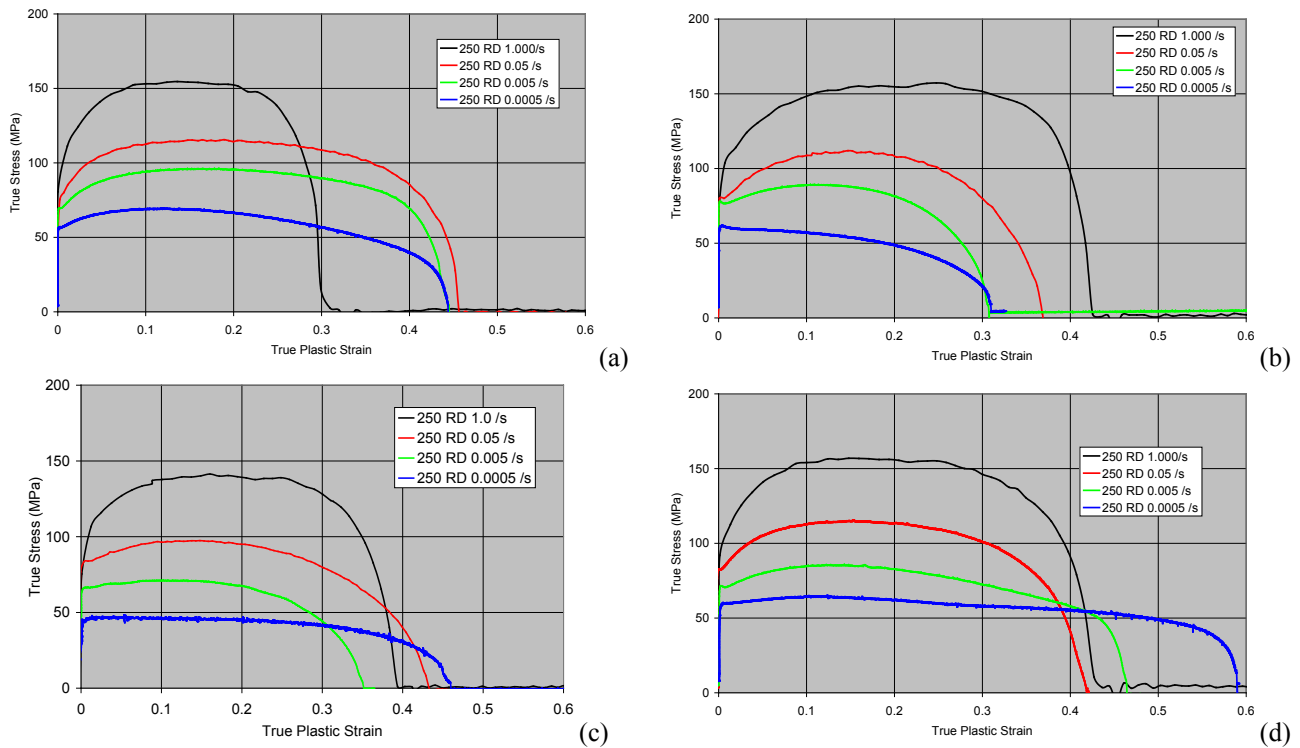 200
150
100
50
0
True Stress (MPa)
0 0.1 0.2 0.3 0.4 0.5 0.6
True Plastic Strain
250 RD 1.000/s
250 RD 0.05 /s
250 RD 0.005 /s
250 RD 0.0005 /s
(a)
200
150
100
50
0
True Stress (MPa)
0 0.1 0.2 0.3 0.4 0.5 0.6
True Plastic Strain
250 RD 1.000 /s
250 RD 0.05 /s
250 RD 0.005 /s
250 RD 0.0005 /s
(b)
200
150
100
50
0
True Stress (MPa)
0 0.1 0.2 0.3 0.4 0.5 0.6
True Plastic Strain
250 RD 1.0 /s
250 RD 0.05 /s
250 RD 0.005 /s
250 RD 0.0005 /s
(c)
200
150
100
50
0
True Stress (MPa)
0 0.1 0.2 0.3 0.4 0.5 0.6
True Plastic Strain
250 RD 1.000/s
250 RD 0.05 /s
250 RD 0.005 /s
250 RD 0.0005 /s
(d)